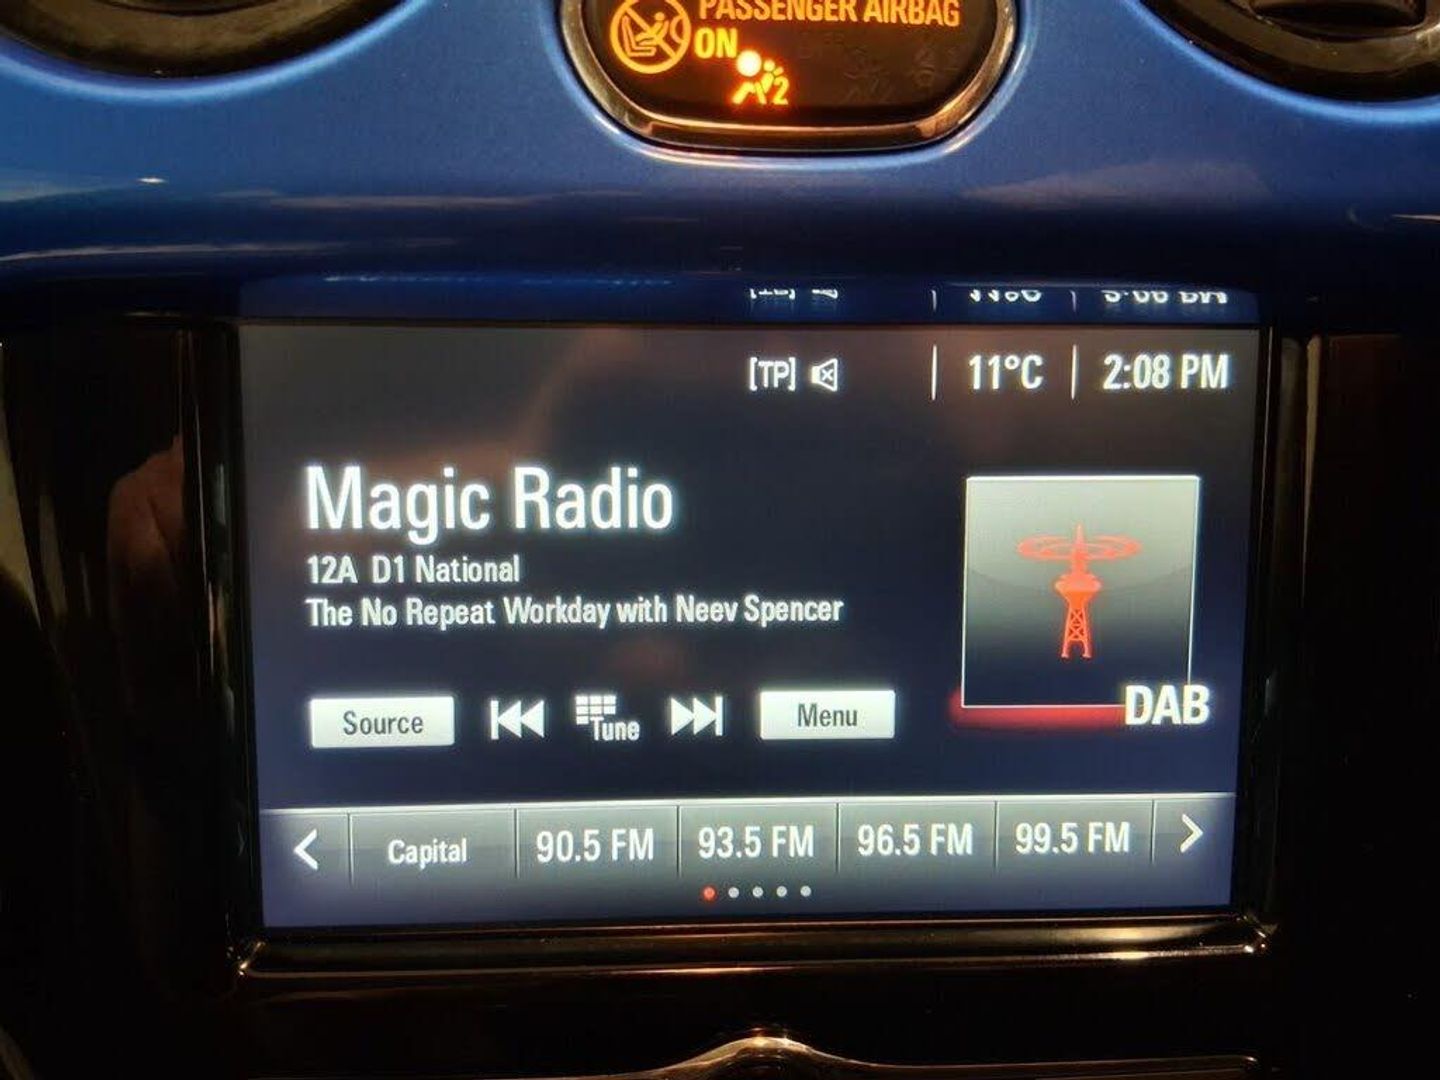 PASSENGER AIRBAG
ON
2
[TP] 11°C 2:08 PM
Magic Radio
12A D1 National
The No Repeat Workday with Neev Spencer
DAB
Source Tune Menu
Capital 90.5 FM 93.5 FM 96.5 FM 99.5 FM